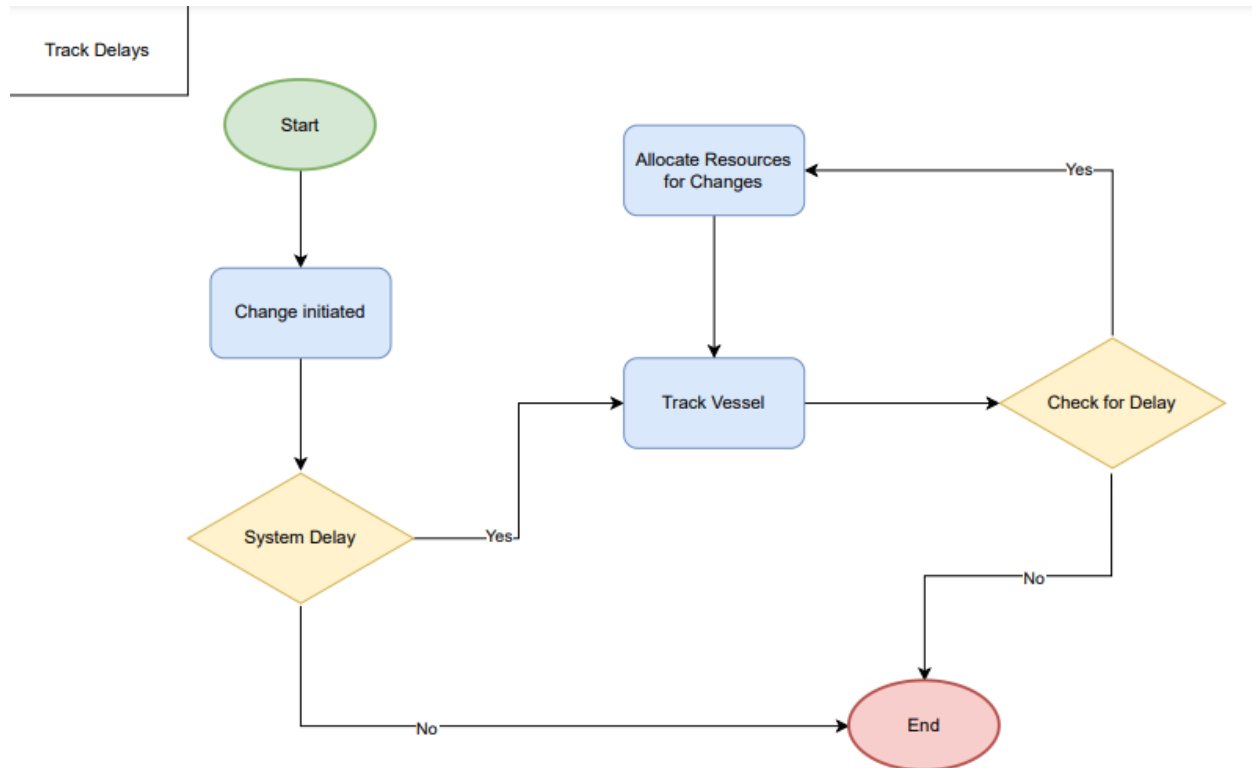 Track Delays
Start
Allocate Resources
for Changes
Yes
Change initiated
Track Vessel
Check for Delay
System Delay
Yes
No
No
End